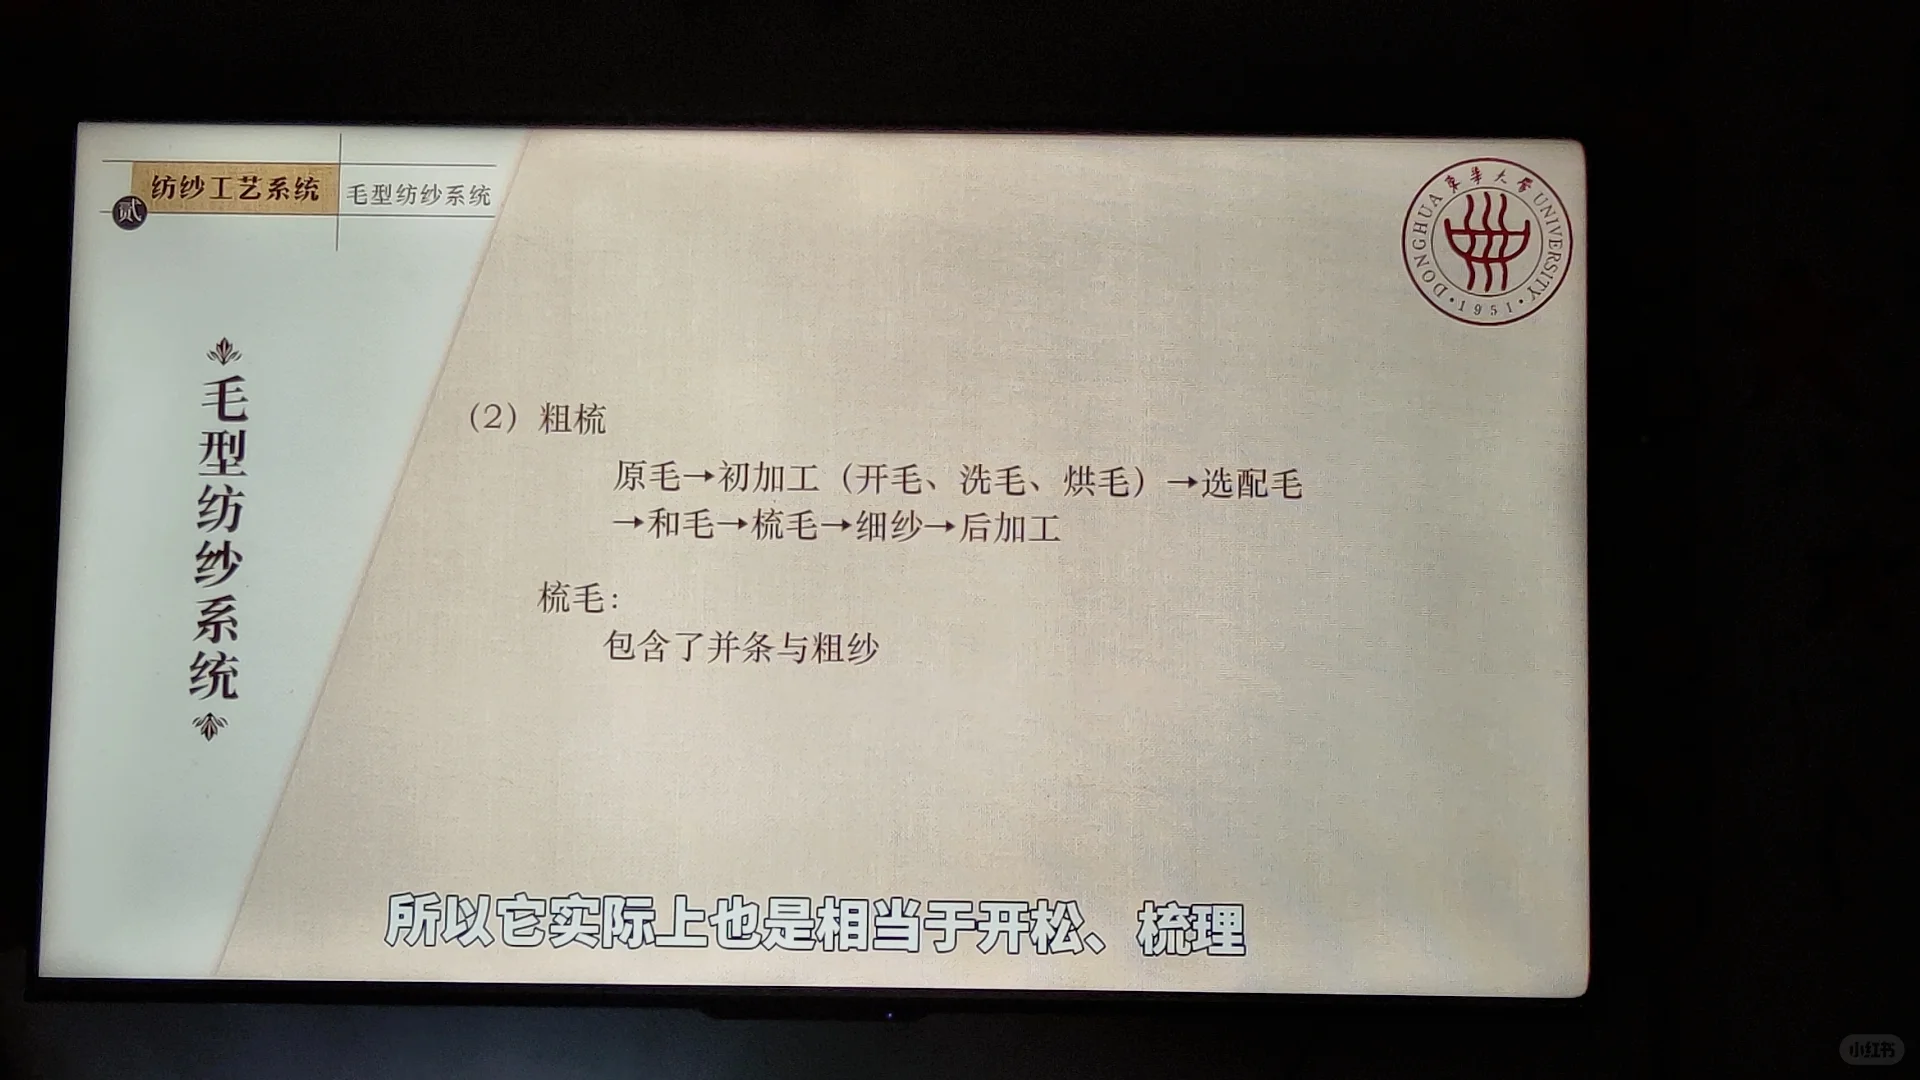 贰
纺纱工艺系统
毛型纺纱系统
東華大學
DONGHUA UNIVERSITY
·1951·
毛型纺纱系统
（2）粗梳
原毛→初加工（开毛、洗毛、烘毛）→选配毛
→和毛→梳毛→细纱→后加工
梳毛：
包含了并条与粗纱
所以它实际上也是相当于开松、梳理
小红书